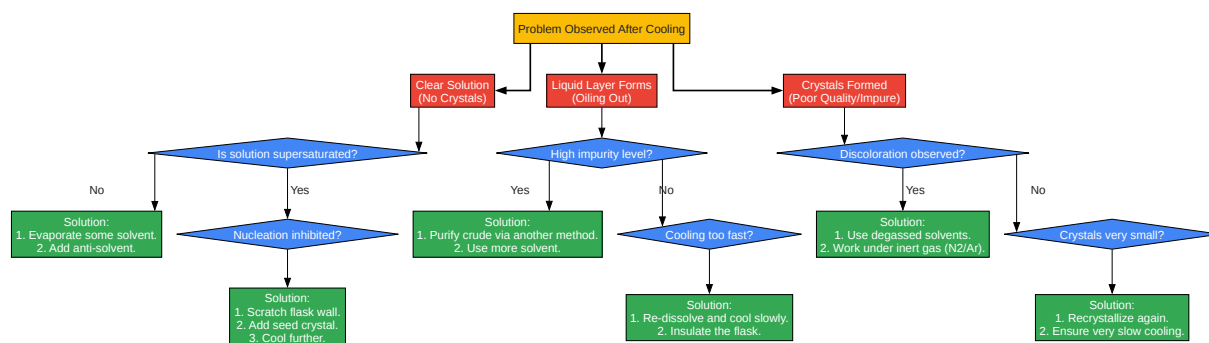 Problem Observed After Cooling
Clear Solution
(No Crystals)
Liquid Layer Forms
(Oiling Out)
Crystals Formed
(Poor Quality/Impure)
Is solution supersaturated?
High impurity level?
Discoloration observed?
No
Yes
Yes
No
Yes
No
Solution:
1. Evaporate some solvent.
2. Add anti-solvent.
Nucleation inhibited?
Solution:
1. Purify crude via another method.
2. Use more solvent.
Cooling too fast?
Solution:
1. Use degassed solvents.
2. Work under inert gas (N2/Ar).
Crystals very small?
Solution:
1. Scratch flask wall.
2. Add seed crystal.
3. Cool further.
Solution:
1. Re-dissolve and cool slowly.
2. Insulate the flask.
Solution:
1. Recrystallize again.
2. Ensure very slow cooling.